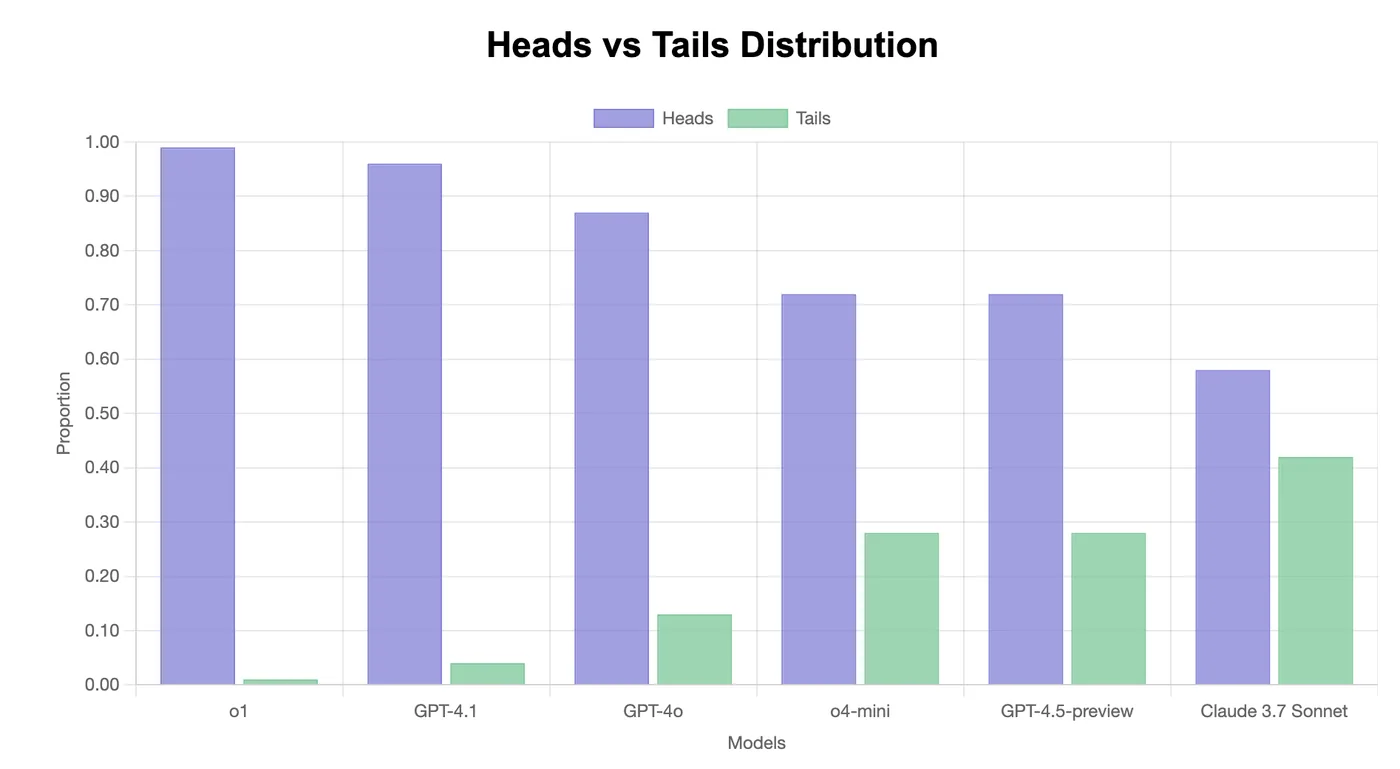 Heads vs Tails Distribution
Heads Tails
1.00
0.90
0.80
0.70
0.60
0.50
0.40
0.30
0.20
0.10
0.00
Proportion
o1 GPT-4.1 GPT-4o o4-mini GPT-4.5-preview Claude 3.7 Sonnet
Models